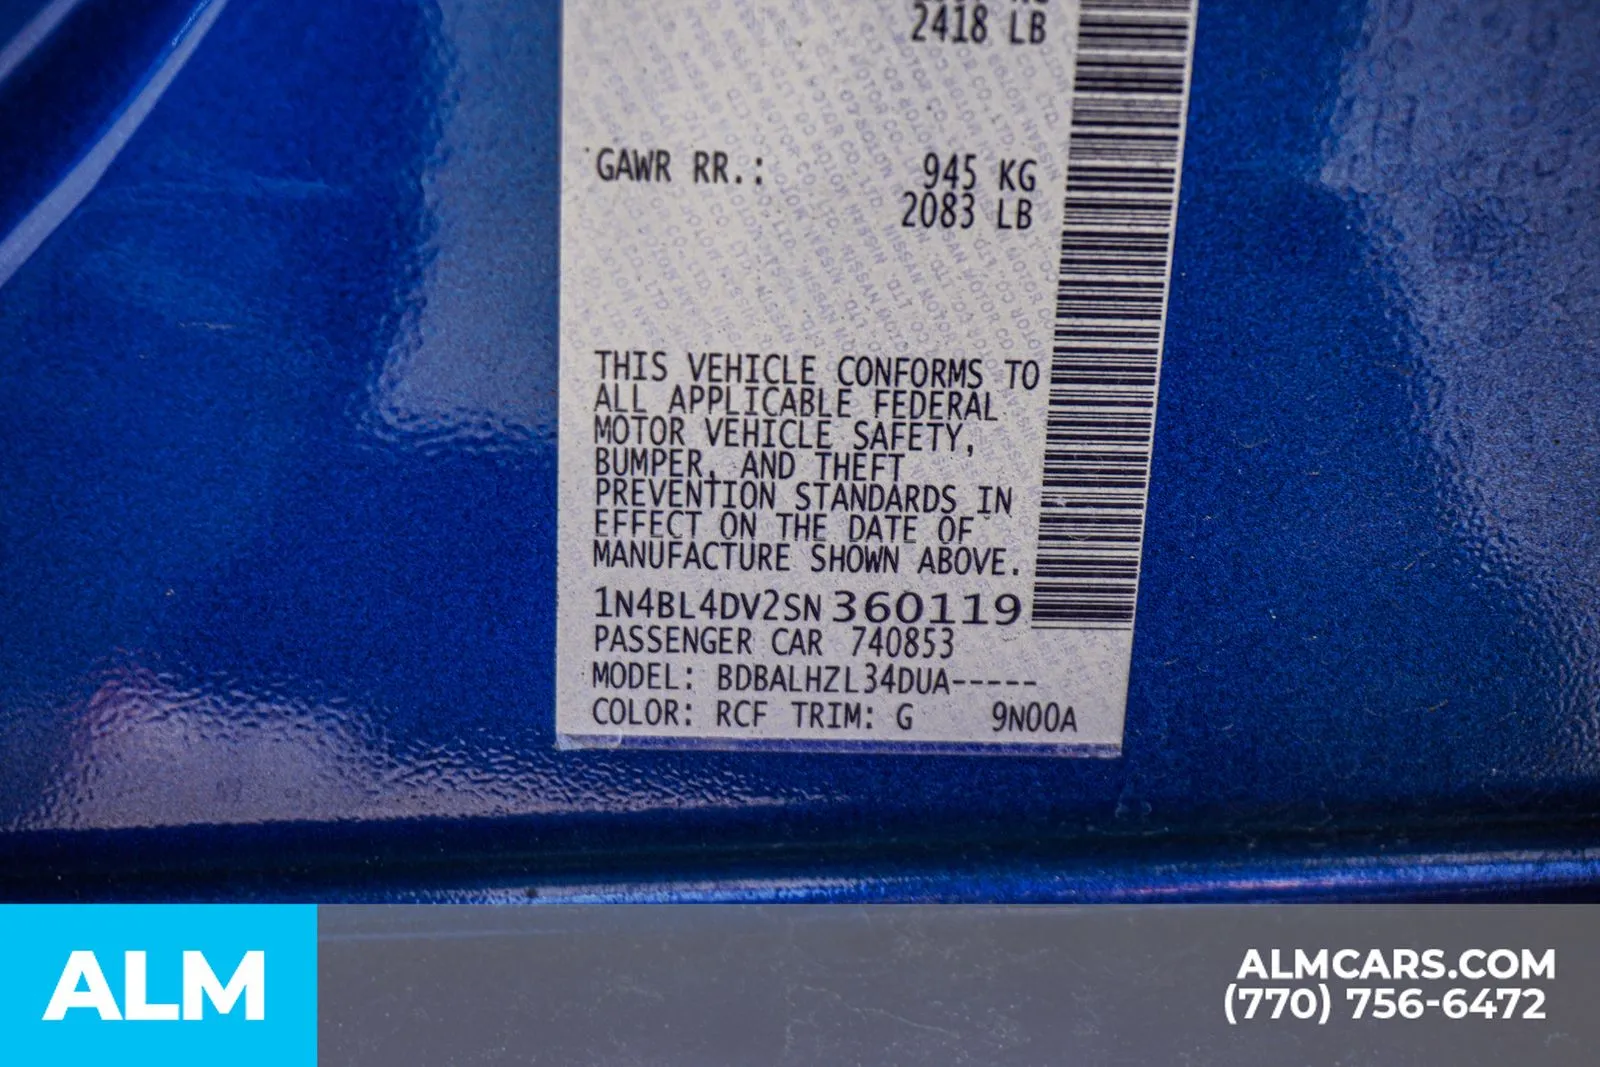 2418 LB
GAWR RR.: 945 KG
2083 LB
THIS VEHICLE CONFORMS TO
ALL APPLICABLE FEDERAL
MOTOR VEHICLE SAFETY,
BUMPER, AND THEFT
PREVENTION STANDARDS IN
EFFECT ON THE DATE OF
MANUFACTURE SHOWN ABOVE.
1N4BL4DV2SN360119
PASSENGER CAR 740853
MODEL: BDBALHZL34DUA-----
COLOR: RCF TRIM: G 9N00A
ALM
ALMCARS.COM
(770) 756-6472